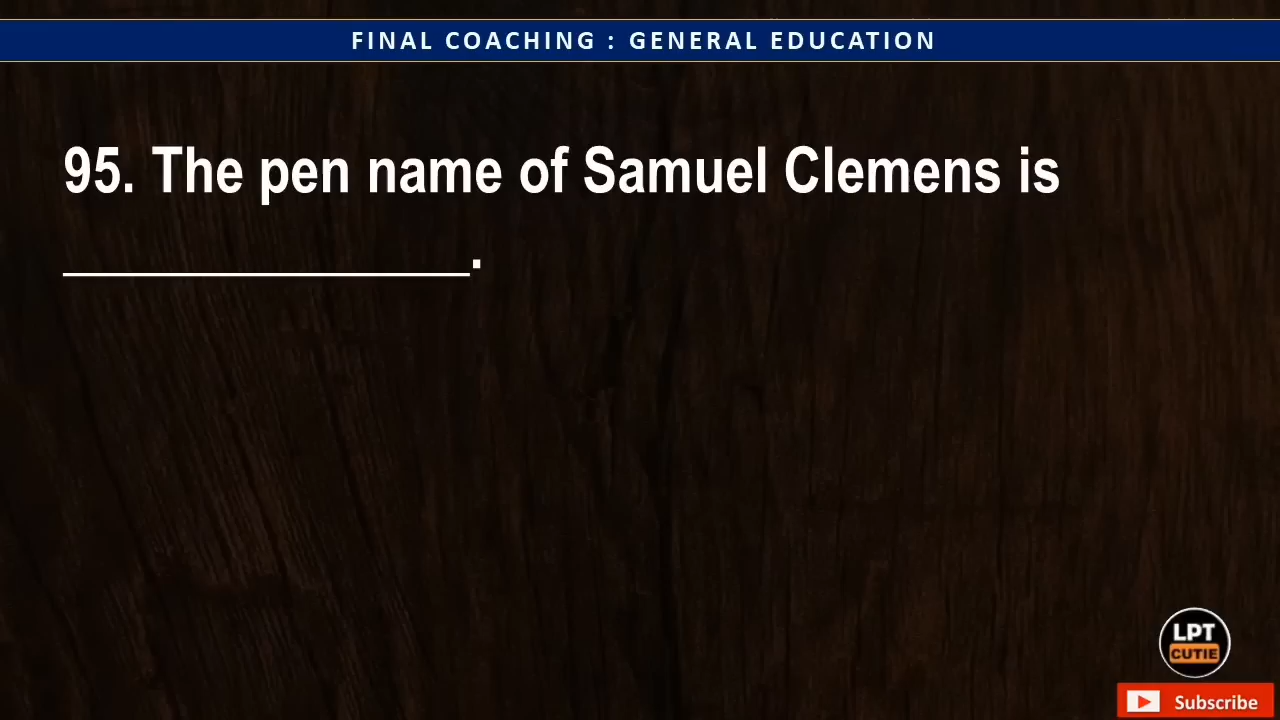 FINAL COACHING : GENERAL EDUCATION
95. The pen name of Samuel Clemens is
_______________.
LPT
CUTIE
Subscribe